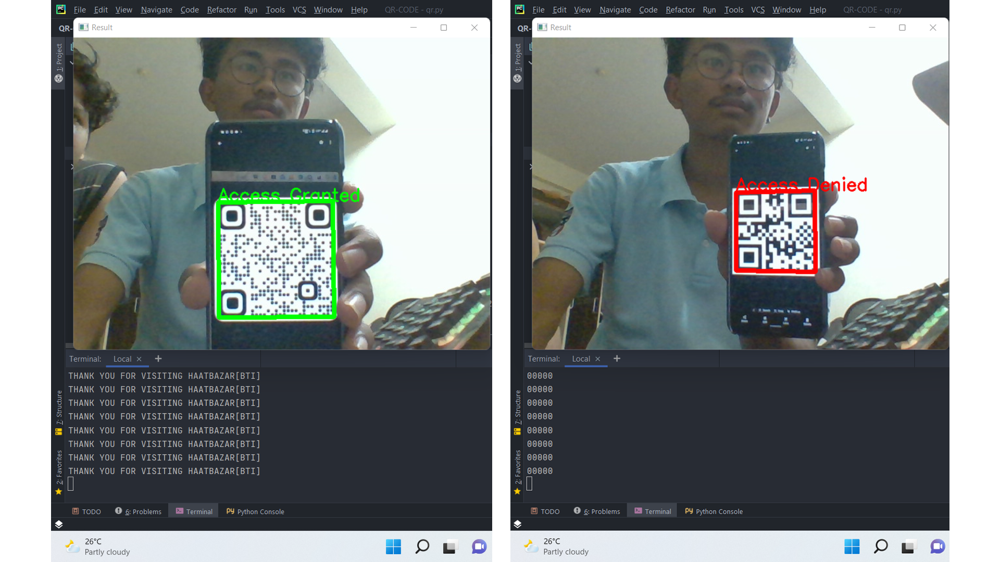 File Edit View Navigate Code Refactor Run Tools VCS Window Help QR-CODE - qr.py
QR-
Result
1: Project
Access Granted
Terminal: Local × +
THANK YOU FOR VISITING HAATBAZAR[BTI]
THANK YOU FOR VISITING HAATBAZAR[BTI]
THANK YOU FOR VISITING HAATBAZAR[BTI]
THANK YOU FOR VISITING HAATBAZAR[BTI]
THANK YOU FOR VISITING HAATBAZAR[BTI]
THANK YOU FOR VISITING HAATBAZAR[BTI]
THANK YOU FOR VISITING HAATBAZAR[BTI]
THANK YOU FOR VISITING HAATBAZAR[BTI]
7: Structure
2: Favorites
TODO 6: Problems Terminal Python Console
26°C
Partly cloudy
File Edit View Navigate Code Refactor Run Tools VCS Window Help QR-CODE - qr.py
QR-
Result
1: Project
Access Denied
Terminal: Local × +
00000
00000
00000
00000
00000
00000
00000
00000
7: Structure
2: Favorites
TODO 6: Problems Terminal Python Console
26°C
Partly cloudy